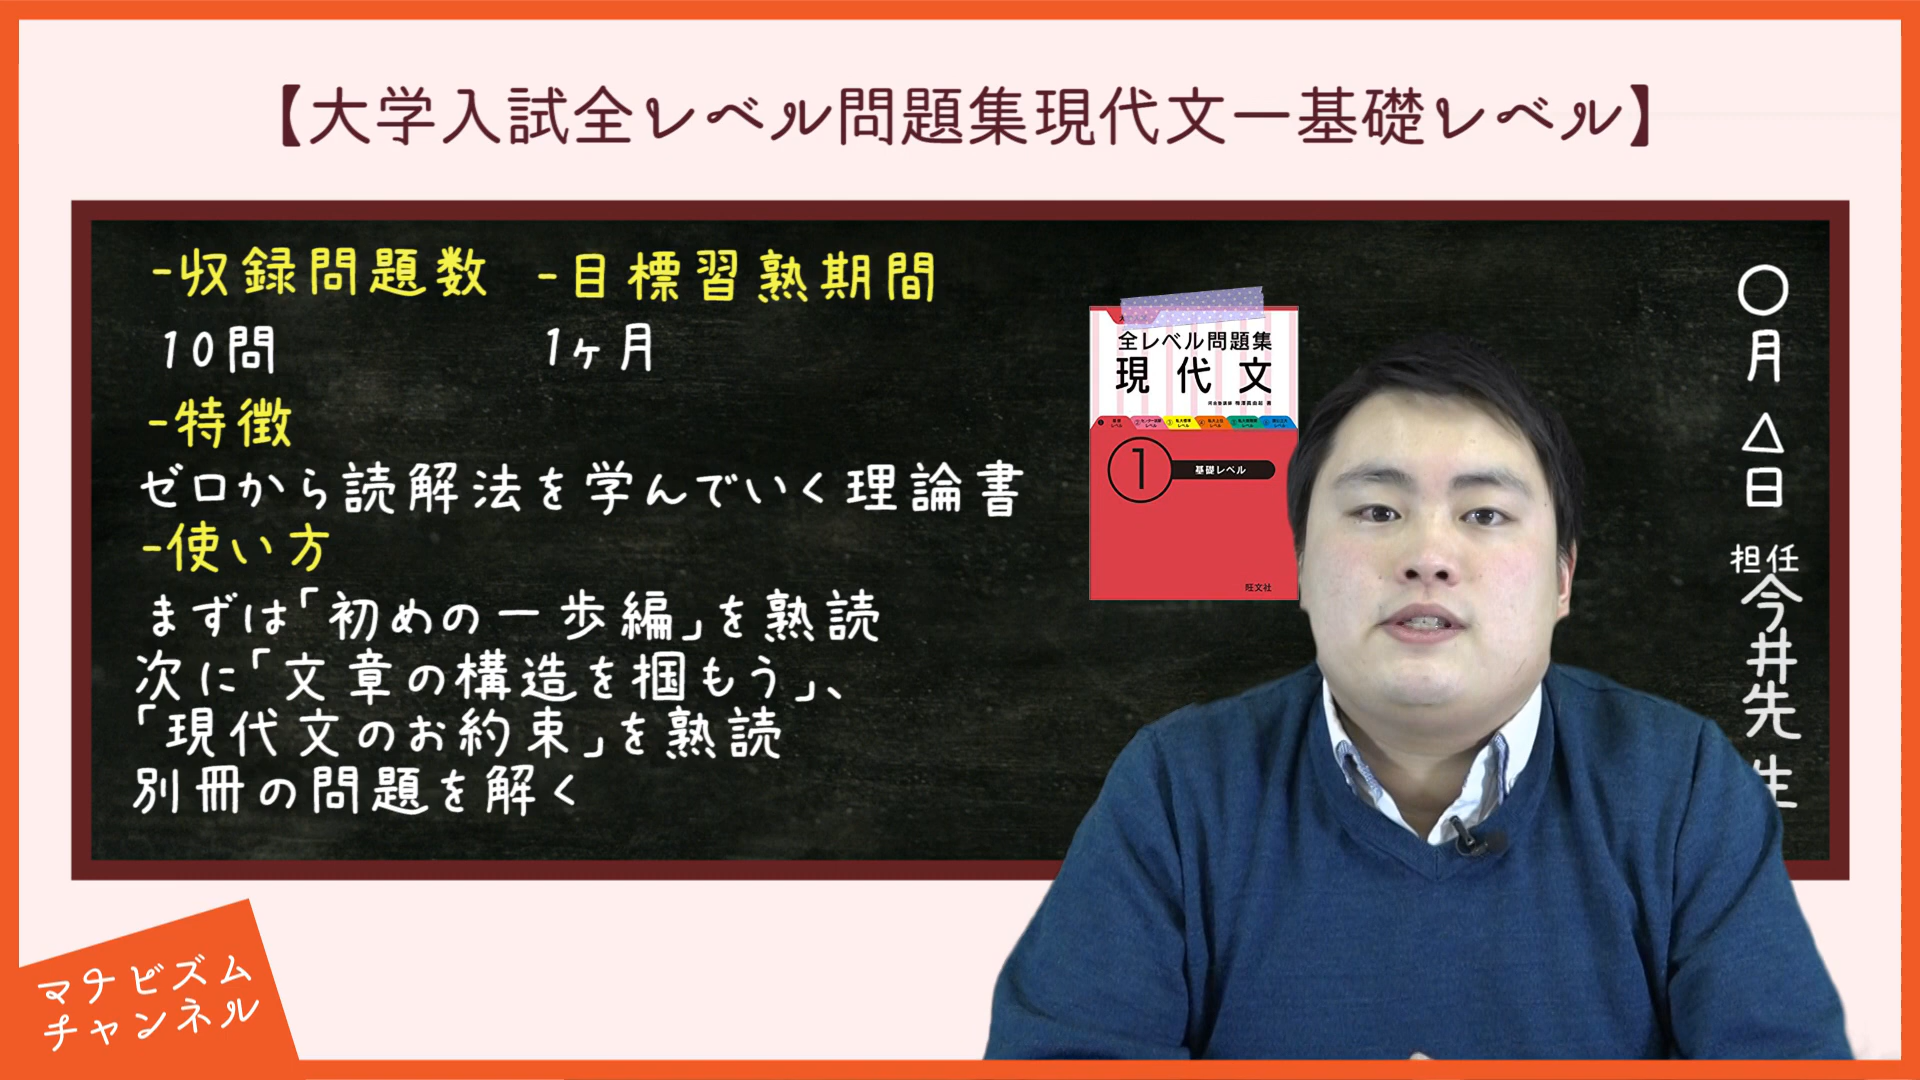 【大学入試全レベル問題集現代文ー基礎レベル】
-収録問題数 -目標習熟期間
10問 1ヶ月
-特徴
ゼロから読解法を学んでいく理論書
-使い方
まずは「初めの一歩編」を熟読
次に「文章の構造を掴もう」、
「現代文のお約束」を熟読
別冊の問題を解く
全レベル問題集
現代文
1 基礎レベル
旺文社
〇月△日
担任
今井先生
マナビズム
チャンネル